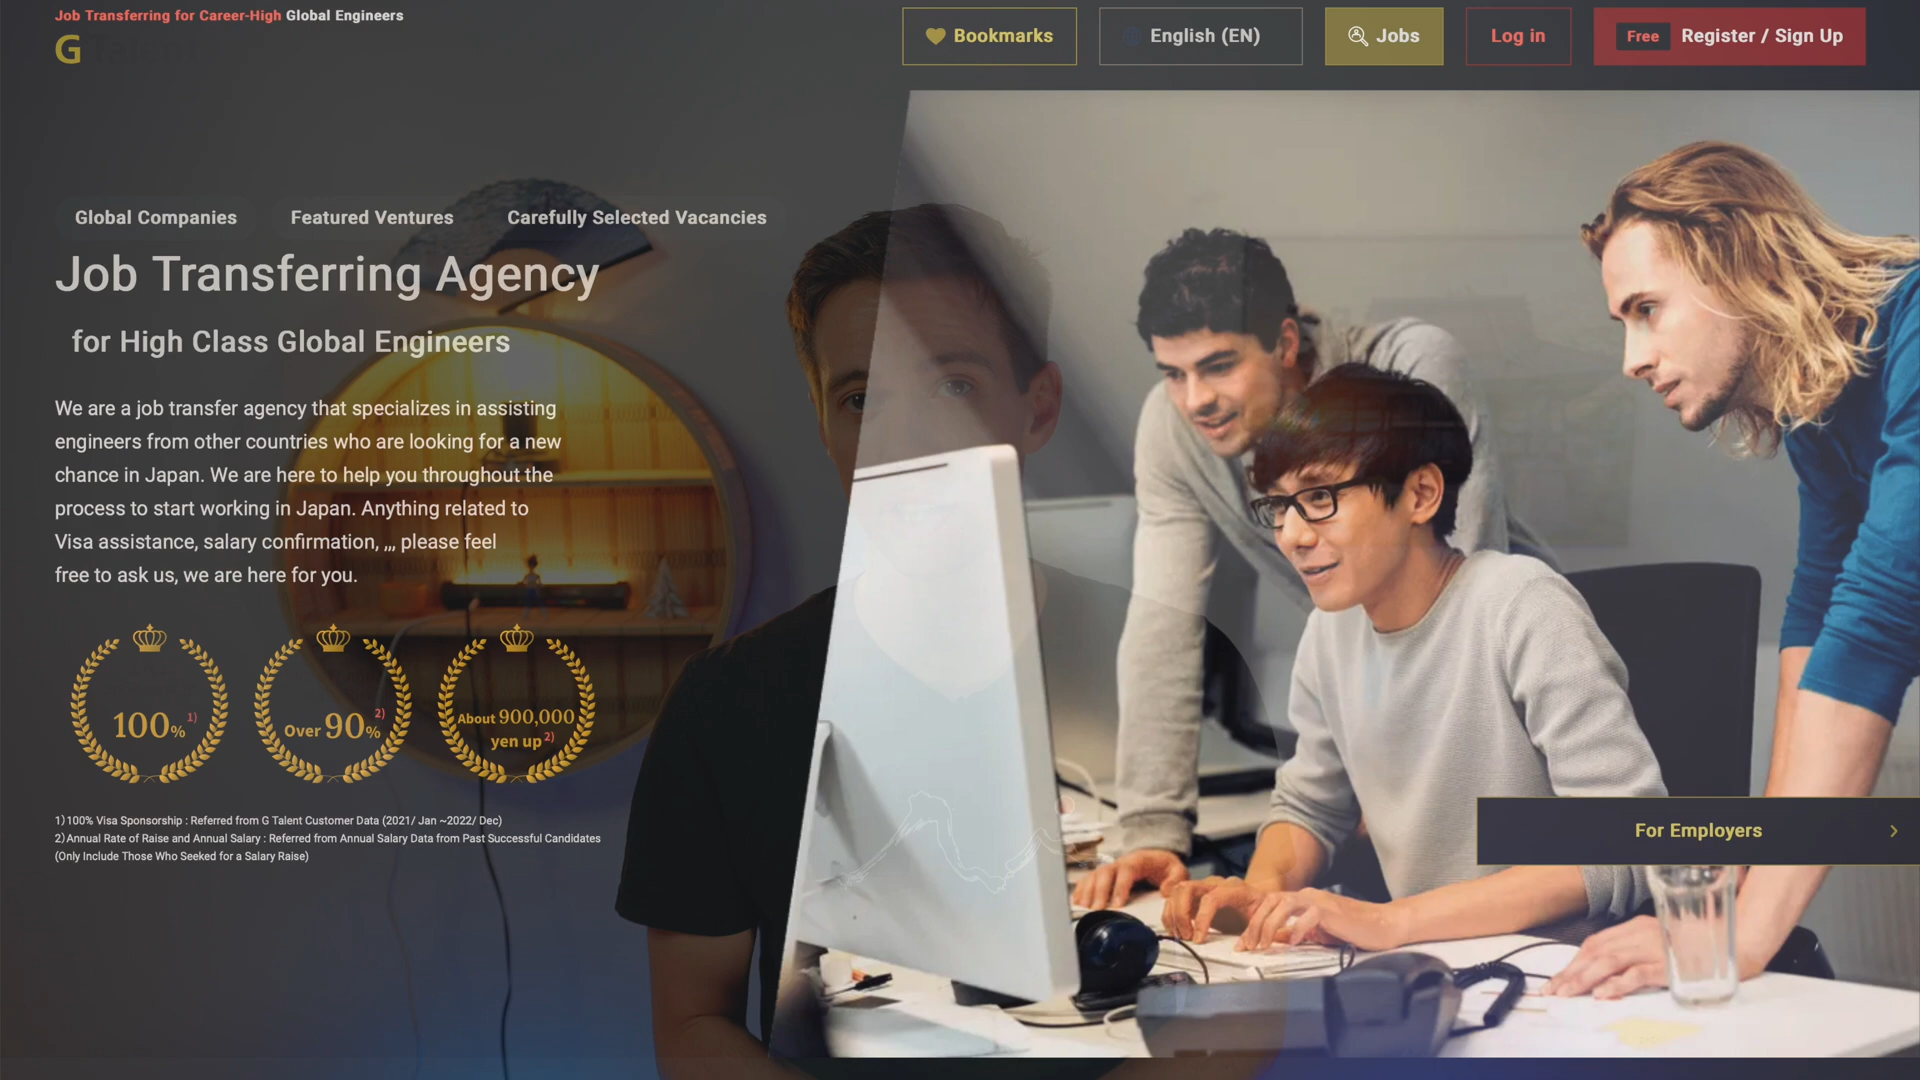 Job Transferring for Career-High Global Engineers
G Talent
Bookmarks
English (EN)
Jobs
Log in
Free Register / Sign Up
Global Companies
Featured Ventures
Carefully Selected Vacancies
Job Transferring Agency
for High Class Global Engineers
We are a job transfer agency that specializes in assisting
engineers from other countries who are looking for a new
chance in Japan. We are here to help you throughout the
process to start working in Japan. Anything related to
Visa assistance, salary confirmation, ,,, please feel
free to ask us, we are here for you.
100% 1)
Over 90% 2)
About 900,000
yen up 2)
1) 100% Visa Sponsorship : Referred from G Talent Customer Data (2021/ Jan ~2022/ Dec)
2) Annual Rate of Raise and Annual Salary : Referred from Annual Salary Data from Past Successful Candidates
(Only Include Those Who Seeked for a Salary Raise)
For Employers